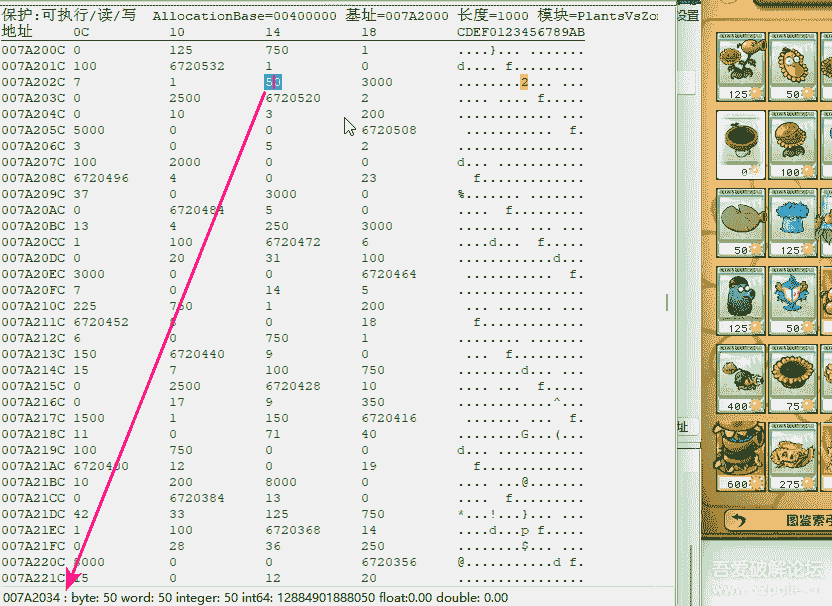 保护:可执行/读/写 AllocationBase=00400000 基址=007A2000 长度=1000 模块=PlantsVsZo
设置
地址 0C 10 14 18 CDEF0123456789AB
007A200C 0 125 750 1 ....}... ........
007A201C 100 6720532 1 0 d.... f..........
007A202C 7 1 50 3000 ........2... ....
007A203C 0 2500 6720520 2
007A204C 0 10 3 200
007A205C 5000 0 0 6720508
007A206C 3 0 5 2
007A207C 100 2000 0 0
007A208C 6720496 4 0 23
007A209C 37 0 3000 0
007A20AC 0 6720484 5 0
007A20BC 13 4 250 3000
007A20CC 1 100 6720472 6
007A20DC 0 20 31 100
007A20EC 3000 0 0 6720464
007A20FC 7 0 14 5
007A210C 225 750 1 200
007A211C 6720452 8 0 18
007A212C 6 0 750 1
007A213C 150 6720440 9 0
007A214C 15 7 100 750
007A215C 0 2500 6720428 10
007A216C 0 17 9 350
007A217C 1500 1 150 6720416
007A218C 11 0 71 40
007A219C 100 750 0 0
007A21AC 6720400 12 0 19
007A21BC 10 200 8000 0
007A21CC 0 6720384 13 0
007A21DC 42 33 125 750
007A21EC 1 100 6720368 14
007A21FC 0 28 36 250
007A220C 8000 0 0 6720356
007A221C 15 0 12 20
007A2034 : byte: 50 word: 50 integer: 50 int64: 12884901888050 float:0.00 double: 0.00
125 50
0 100
50 125
125 50
400 75
600 275
址
图鉴索引
吾爱破解论坛
www.52pojie.cn